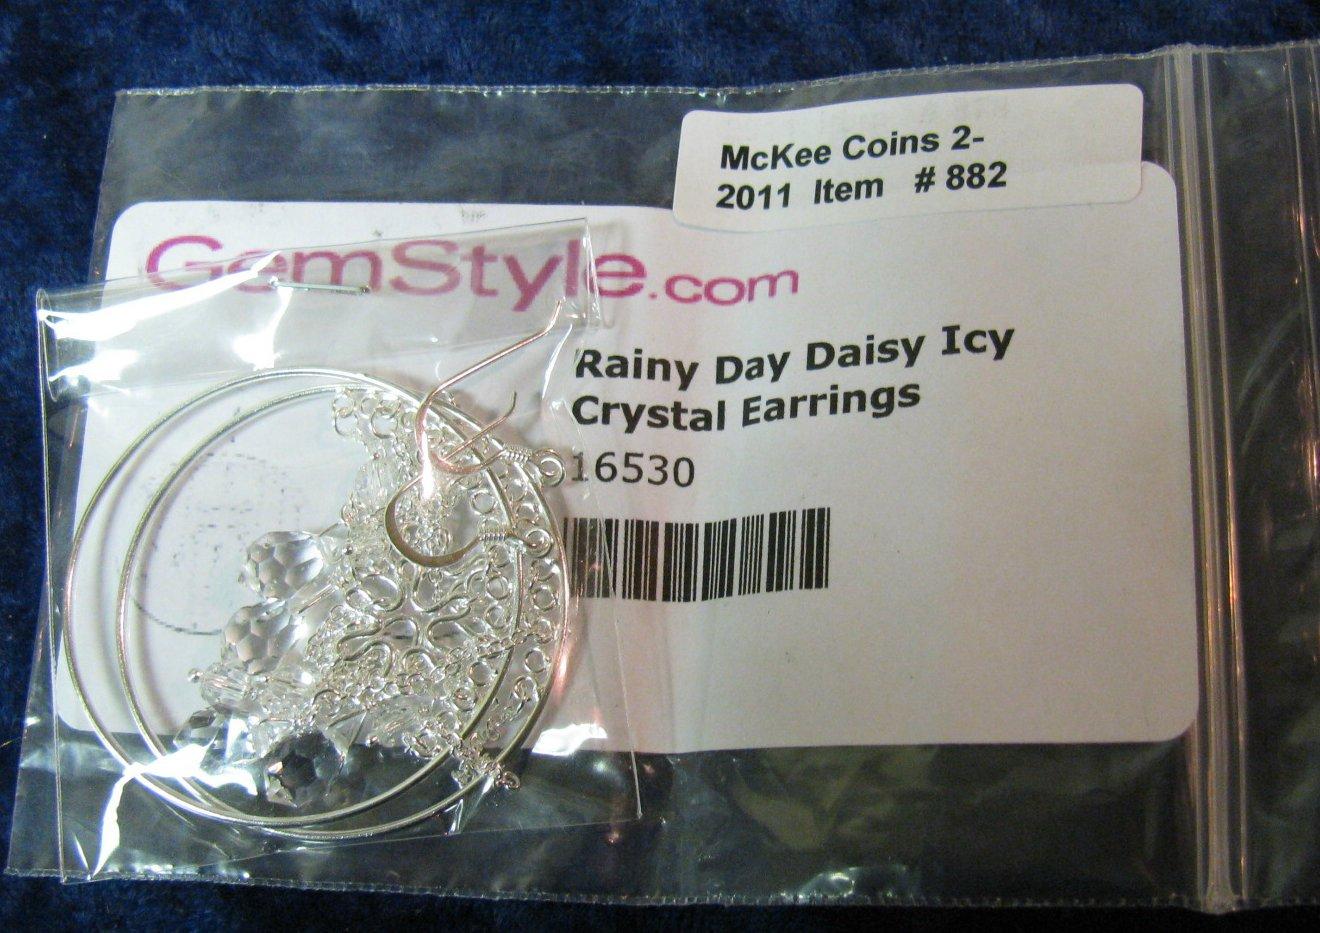 McKee Coins 2-
2011 Item # 882
GemStyle.com
Rainy Day Daisy Icy
Crystal Earrings
16530